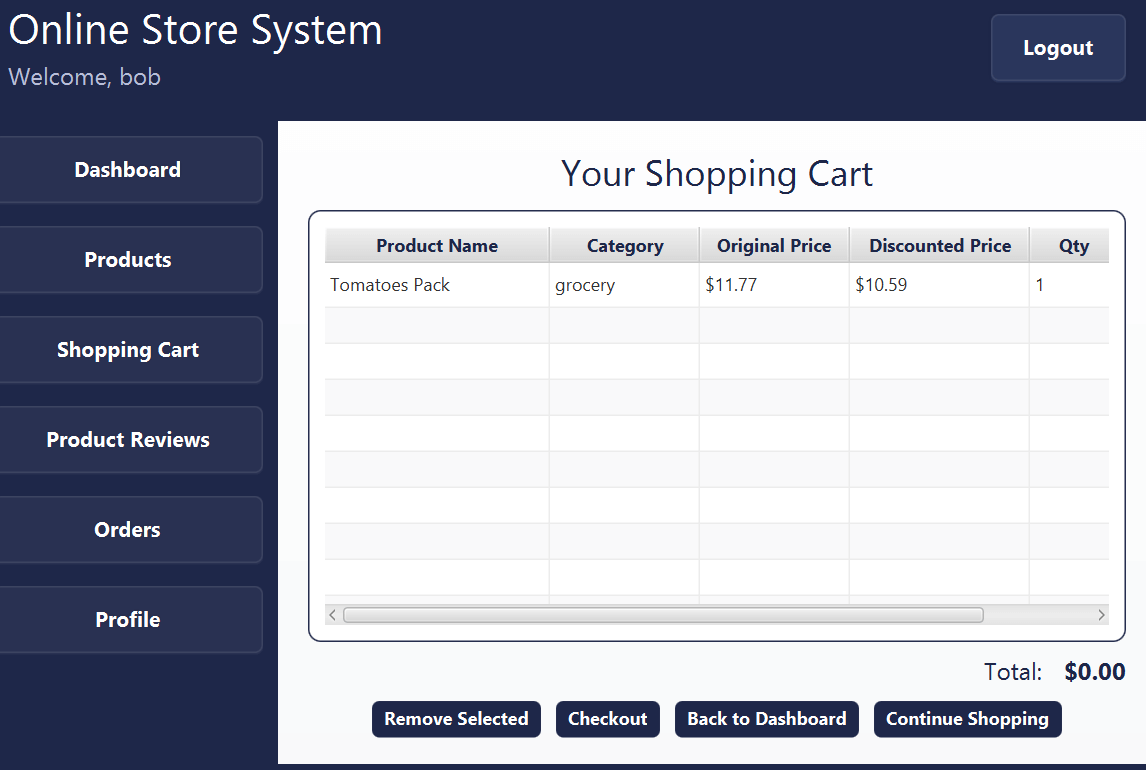 Online Store System
Welcome, bob
Logout
Dashboard
Products
Shopping Cart
Product Reviews
Orders
Profile
Your Shopping Cart
Product Name Category Original Price Discounted Price Qty
Tomatoes Pack grocery $11.77 $10.59 1
Total: $0.00
Remove Selected Checkout Back to Dashboard Continue Shopping